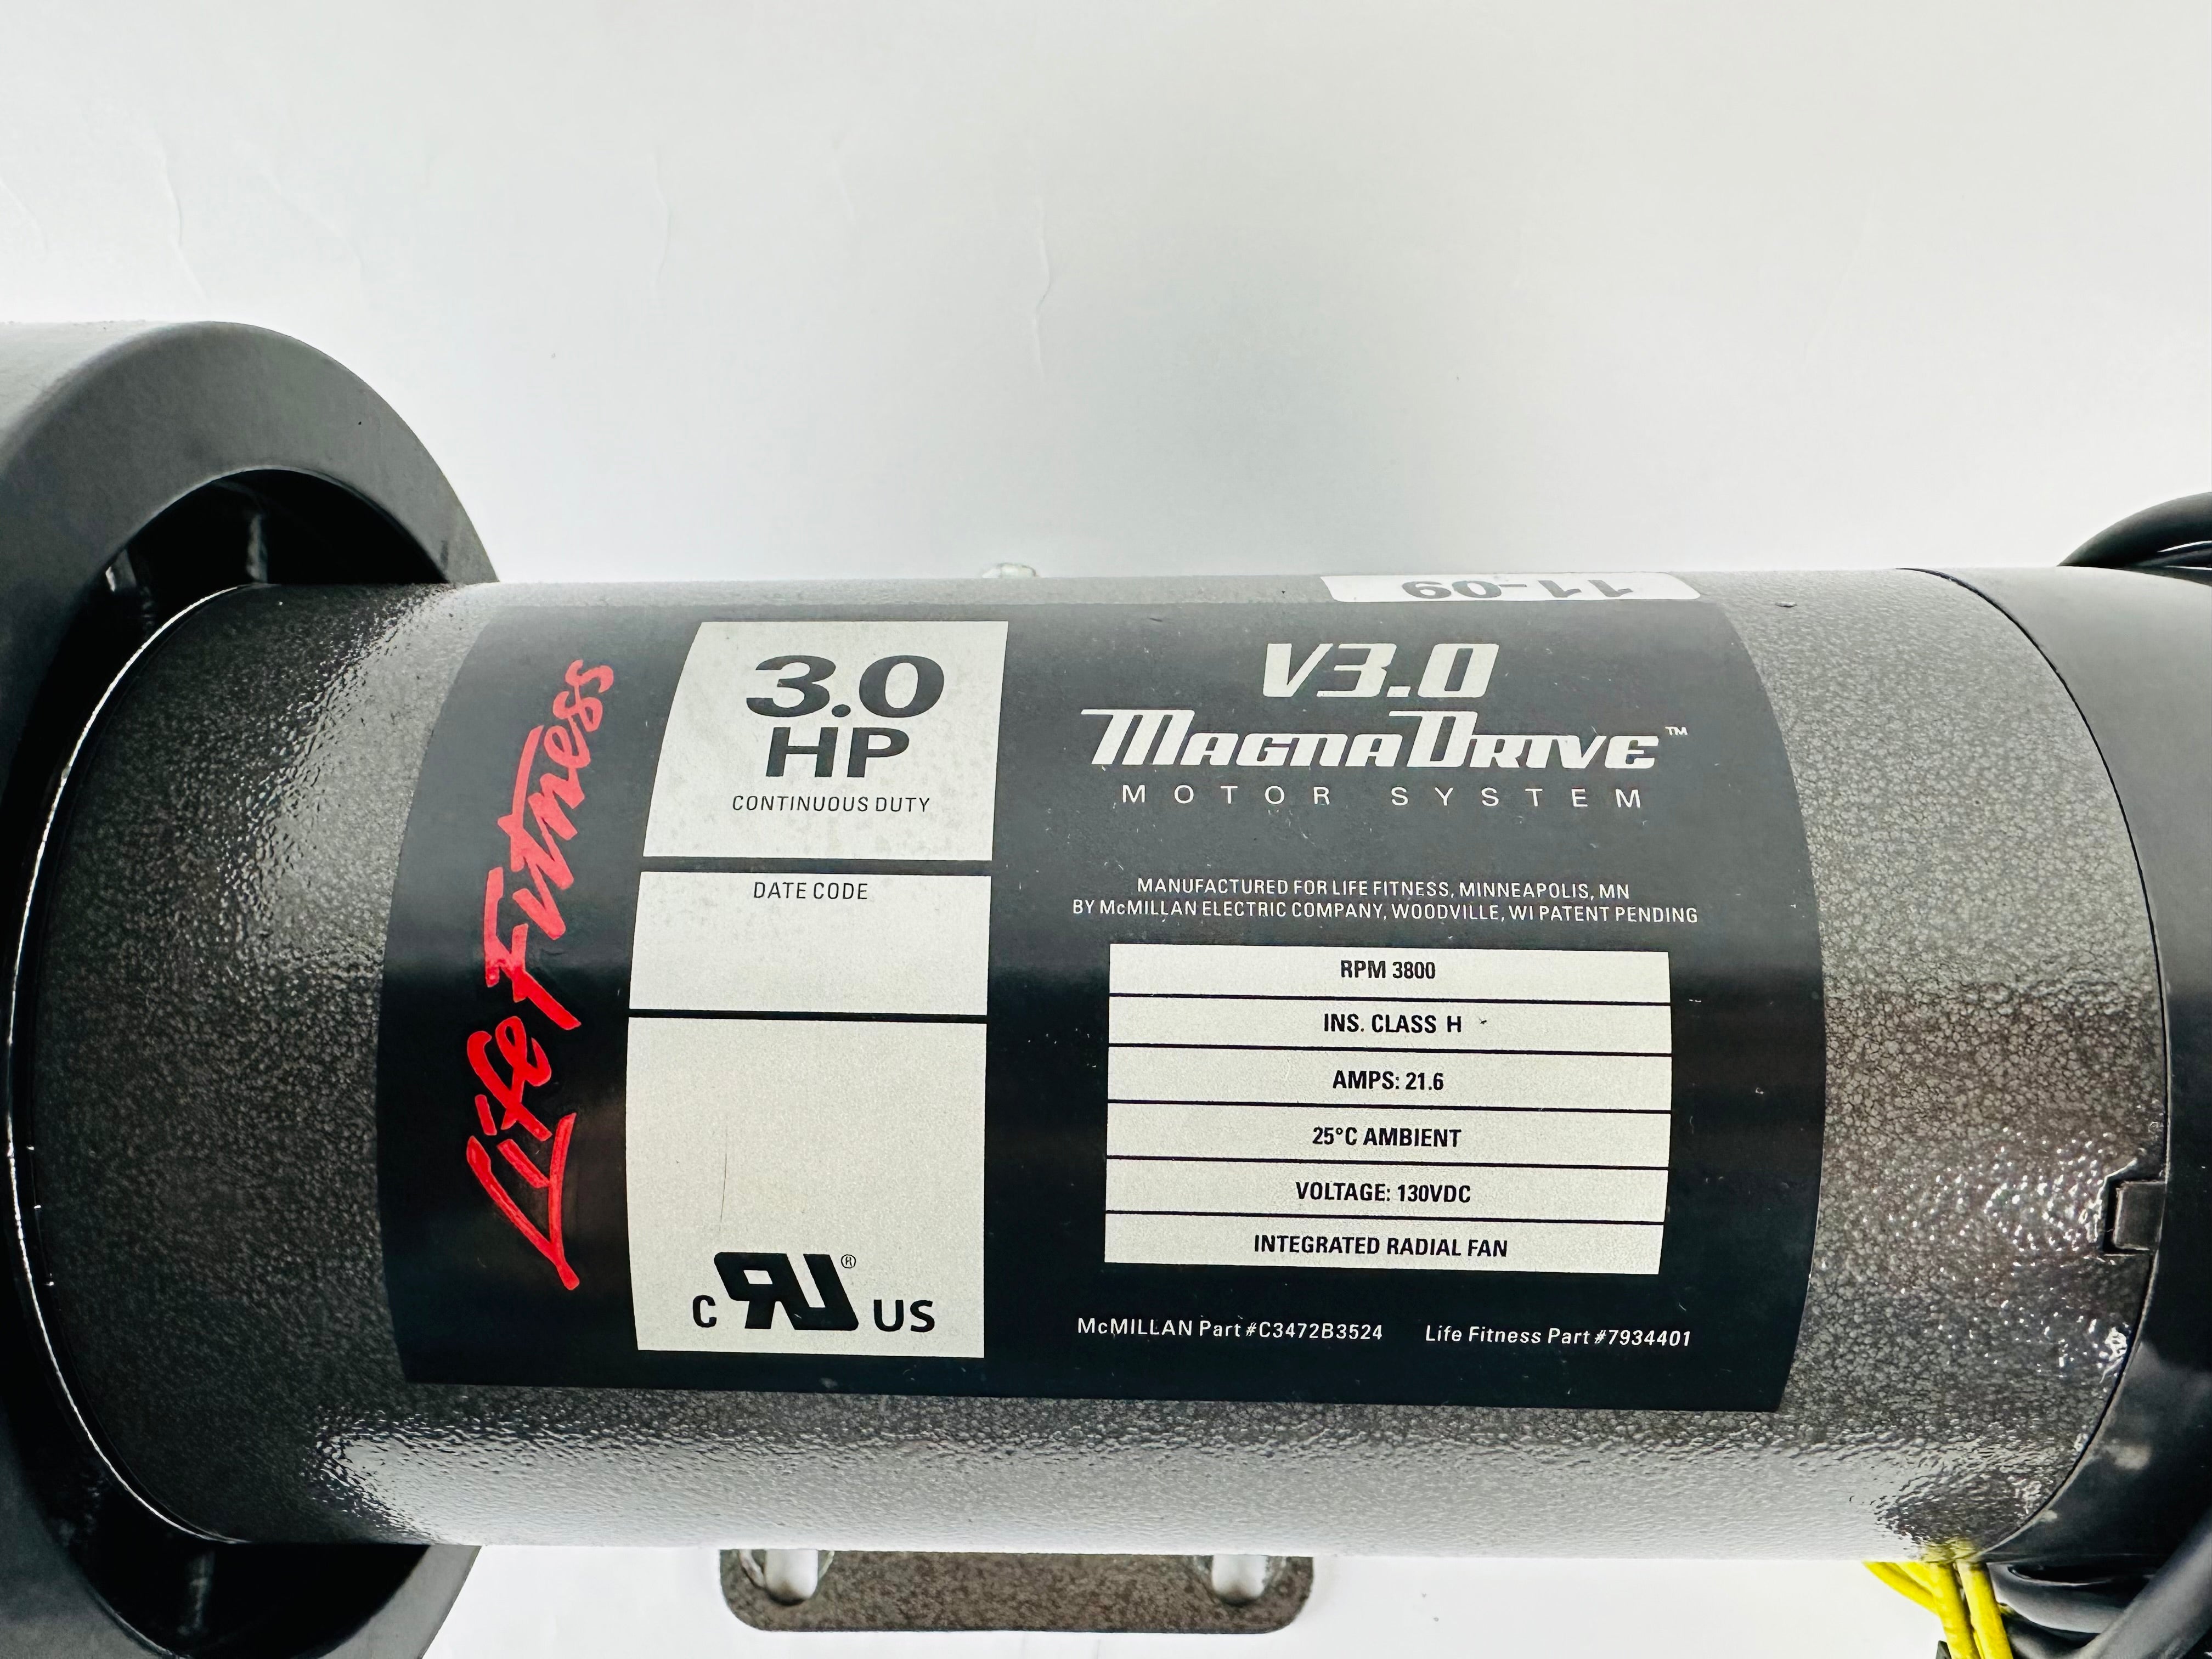 11-09
Life Fitness
3.0
HP
CONTINUOUS DUTY
DATE CODE
C RU® US
V3.0
MAGNADRIVE™
MOTOR SYSTEM
MANUFACTURED FOR LIFE FITNESS, MINNEAPOLIS, MN
BY McMILLAN ELECTRIC COMPANY, WOODVILLE, WI PATENT PENDING
RPM 3800
INS. CLASS H
AMPS: 21.6
25°C AMBIENT
VOLTAGE: 130VDC
INTEGRATED RADIAL FAN
McMILLAN Part #C3472B3524 Life Fitness Part #7934401